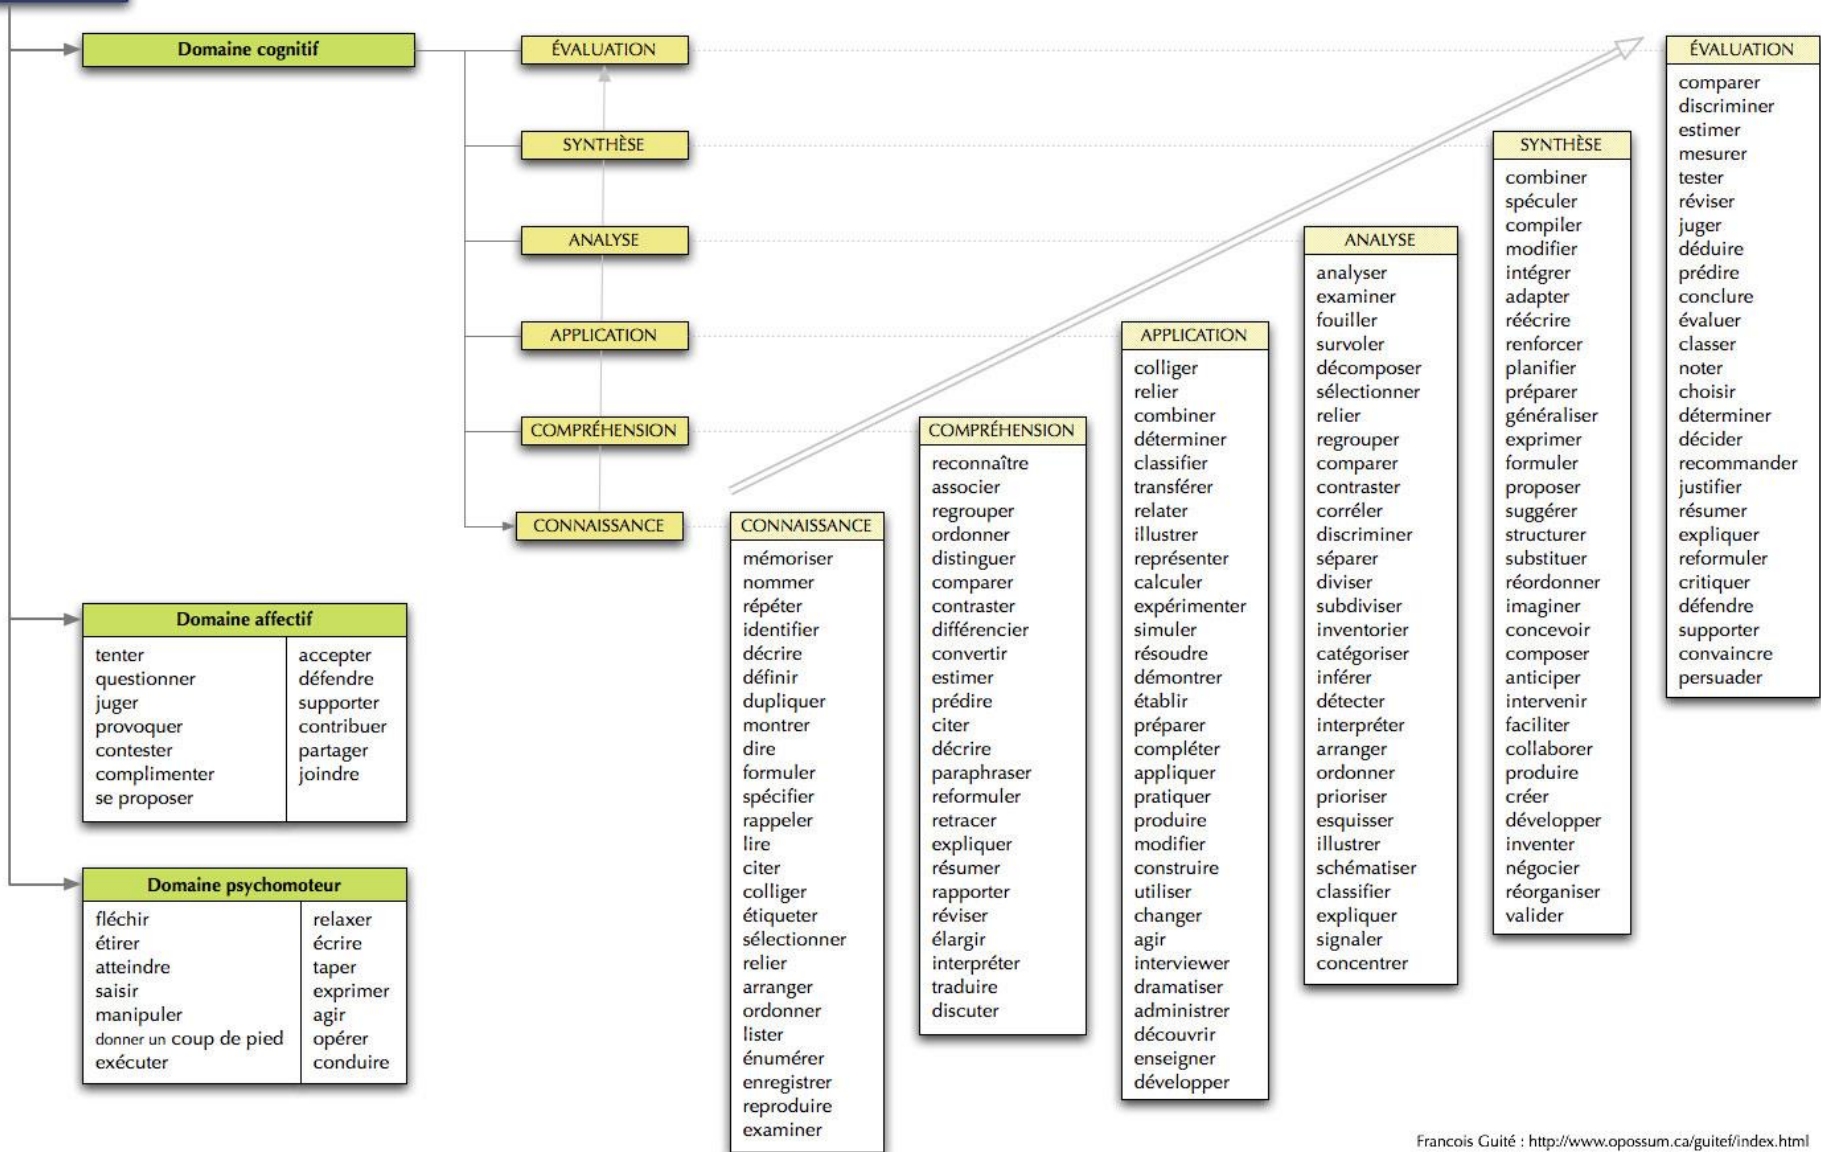 Domaine cognitif
ÉVALUATION
SYNTHÈSE
ANALYSE
APPLICATION
COMPRÉHENSION
CONNAISSANCE
Domaine affectif
tenter
questionner
juger
provoquer
contester
complimenter
se proposer
accepter
défendre
supporter
contribuer
partager
joindre
Domaine psychomoteur
fléchir
étirer
atteindre
saisir
manipuler
donner un coup de pied
exécuter
relaxer
écrire
taper
exprimer
agir
opérer
conduire
CONNAISSANCE
mémoriser
nommer
répéter
identifier
décrire
définir
dupliquer
montrer
dire
formuler
spécifier
rappeler
lire
citer
colliger
étiqueter
sélectionner
relier
arranger
ordonner
lister
énumérer
enregistrer
reproduire
examiner
COMPRÉHENSION
reconnaître
associer
regrouper
ordonner
distinguer
comparer
contraster
différencier
convertir
estimer
prédire
citer
décrire
paraphraser
reformuler
retracer
expliquer
résumer
rapporter
réviser
élargir
interpréter
traduire
discuter
APPLICATION
colliger
relier
combiner
déterminer
classifier
transférer
relater
illustrer
représenter
calculer
expérimenter
simuler
résoudre
démontrer
établir
préparer
compléter
appliquer
pratiquer
produire
modifier
construire
utiliser
changer
agir
interviewer
dramatiser
administrer
découvrir
enseigner
développer
ANALYSE
analyser
examiner
fouiller
survoler
décomposer
sélectionner
relier
regrouper
comparer
contraster
corréler
discriminer
séparer
diviser
subdiviser
inventorier
catégoriser
inférer
détecter
interpréter
arranger
ordonner
prioriser
esquisser
illustrer
schématiser
classifier
expliquer
signaler
concentrer
SYNTHÈSE
combiner
spéculer
compiler
modifier
intégrer
adapter
réécrire
renforcer
planifier
préparer
généraliser
exprimer
formuler
proposer
suggérer
structurer
substituer
réordonner
imaginer
concevoir
composer
anticiper
intervenir
faciliter
collaborer
produire
créer
développer
inventer
négocier
réorganiser
valider
ÉVALUATION
comparer
discriminer
estimer
mesurer
tester
réviser
juger
déduire
prédire
conclure
évaluer
classer
noter
choisir
déterminer
décider
recommander
justifier
résumer
expliquer
reformuler
critiquer
défendre
supporter
convaincre
persuader
Francois Guité : http://www.opossum.ca/guitef/index.html